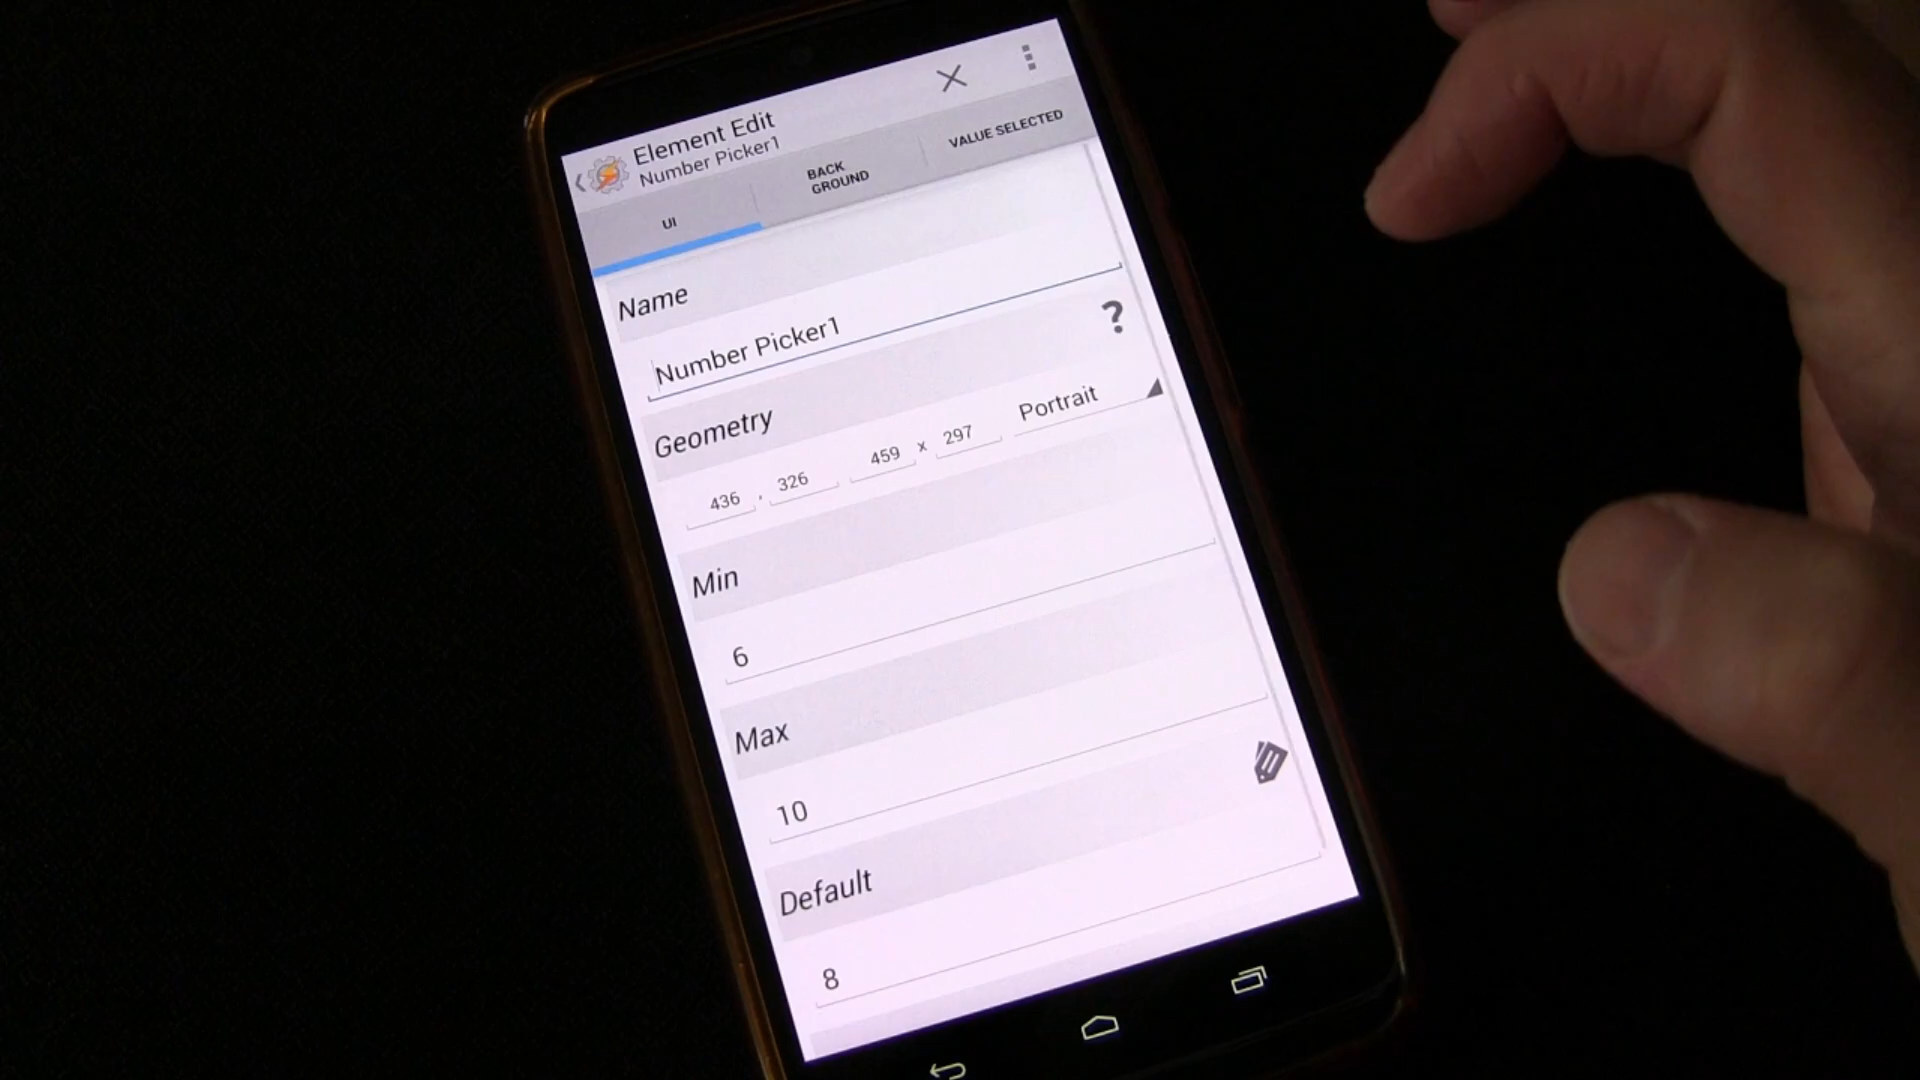 Element Edit
Number Picker1
UI
BACK
GROUND
VALUE SELECTED
Name
Number Picker1
Geometry
?
436 , 326 459 x 297 Portrait
Min
6
Max
10
Default
8